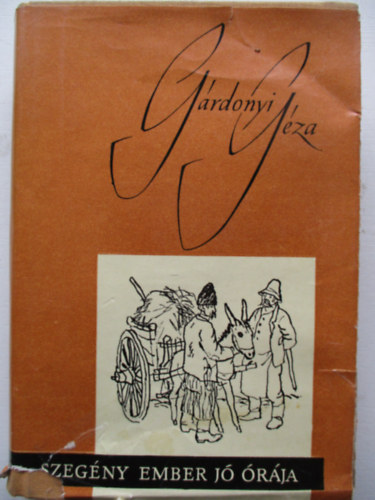 Gárdonyi Géza
SZEGÉNY EMBER JÓ ÓRÁJA